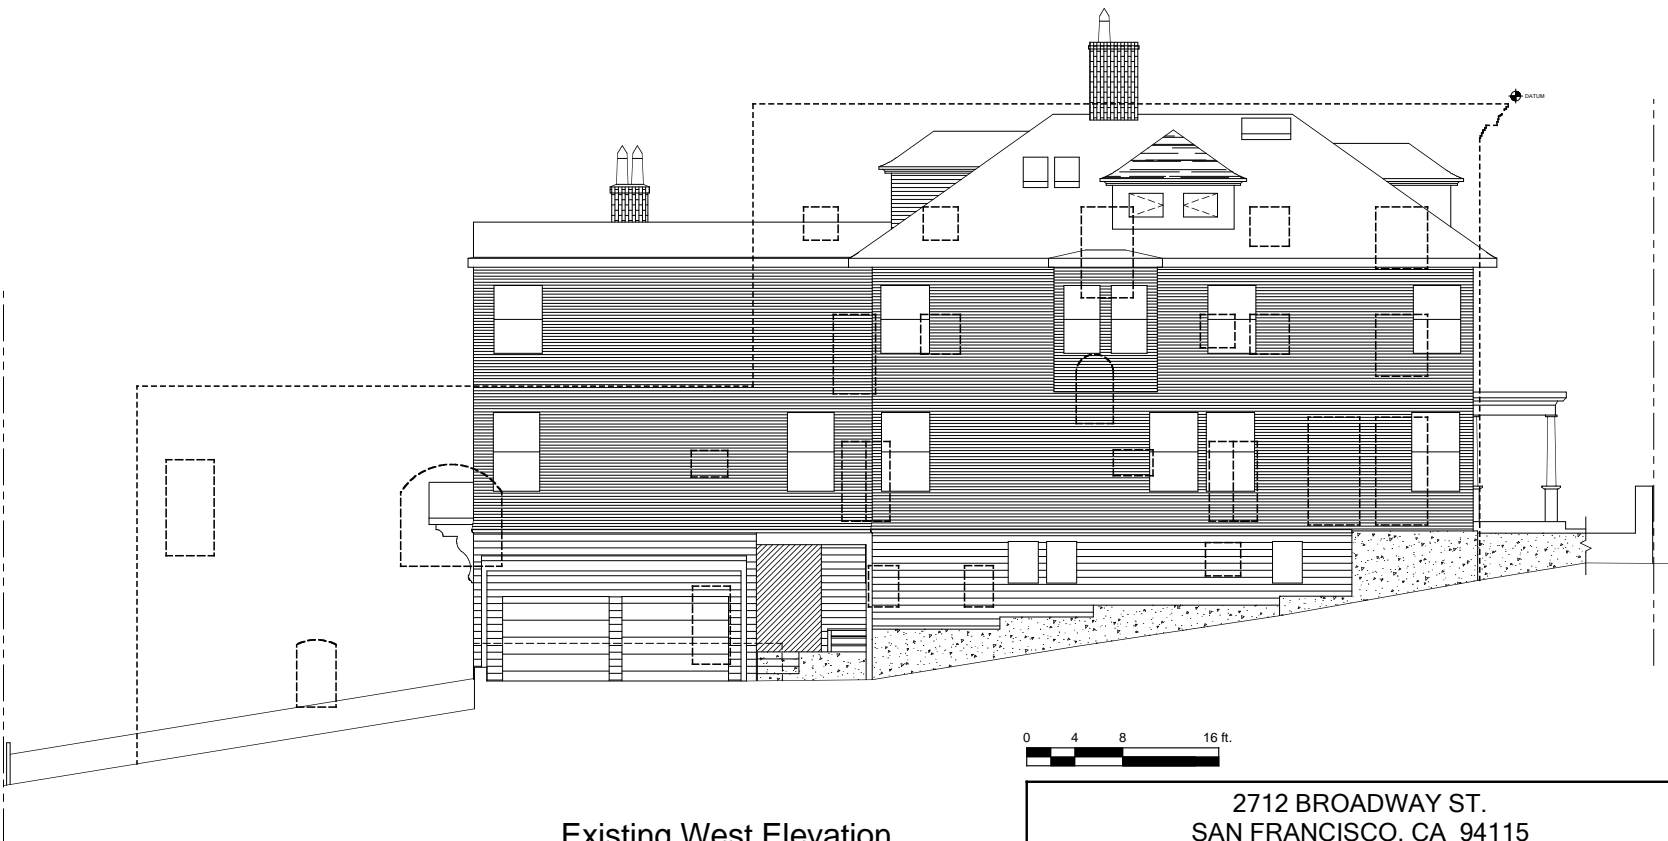 DATUM
0 4 8 16 ft.
Existing West Elevation
2712 BROADWAY ST.
SAN FRANCISCO, CA 94115